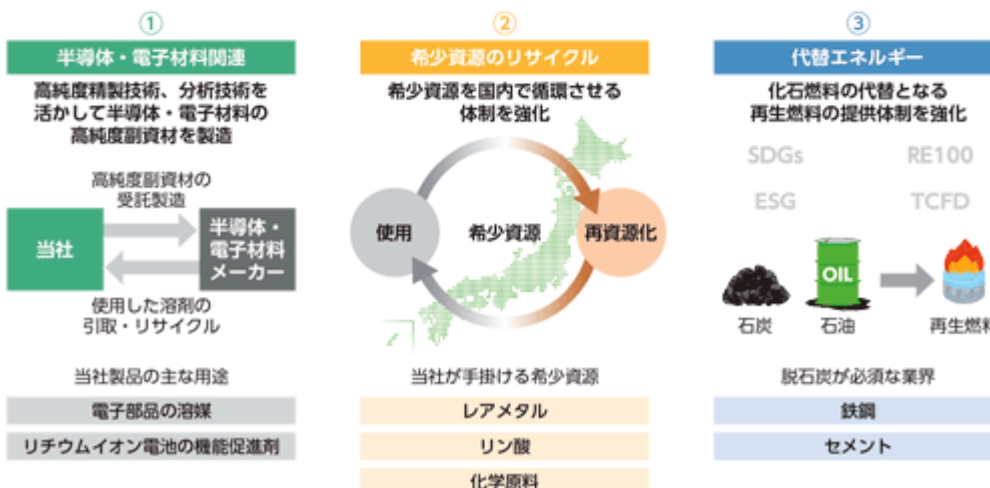 ①
半導体・電子材料関連
高純度精製技術、分析技術を
活かして半導体・電子材料の
高純度副資材を製造
高純度副資材の
受託製造
当社
半導体・
電子材料
メーカー
使用した溶剤の
引取・リサイクル
当社製品の主な用途
電子部品の溶媒
リチウムイオン電池の機能促進剤
②
希少資源のリサイクル
希少資源を国内で循環させる
体制を強化
使用
希少資源
再資源化
当社が手掛ける希少資源
レアメタル
リン酸
化学原料
③
代替エネルギー
化石燃料の代替となる
再生燃料の提供体制を強化
SDGs
RE100
ESG
TCFD
OIL
石炭
石油
再生燃料
脱石炭が必須な業界
鉄鋼
セメント